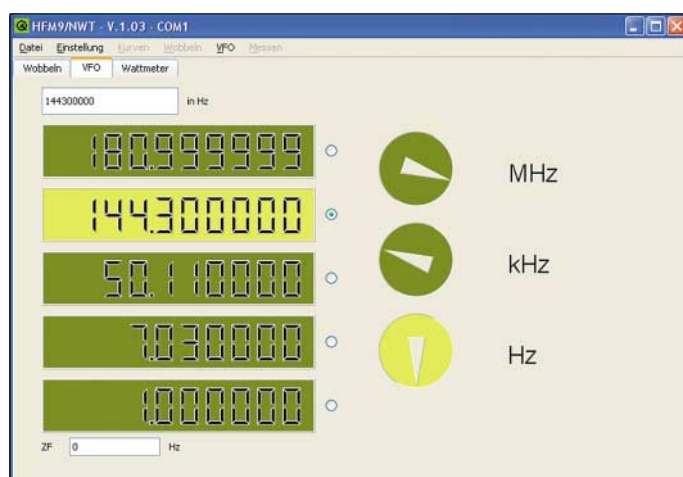 HFM9/NWT - V.1.03 - COM1
Datei Einstellung Kurven Wobbeln VFO Messen
Wobbeln VFO Wattmeter
144300000 in Hz
180.999999
MHz
144.300000
50.110000
kHz
7.030000
Hz
1.000000
ZF 0 Hz